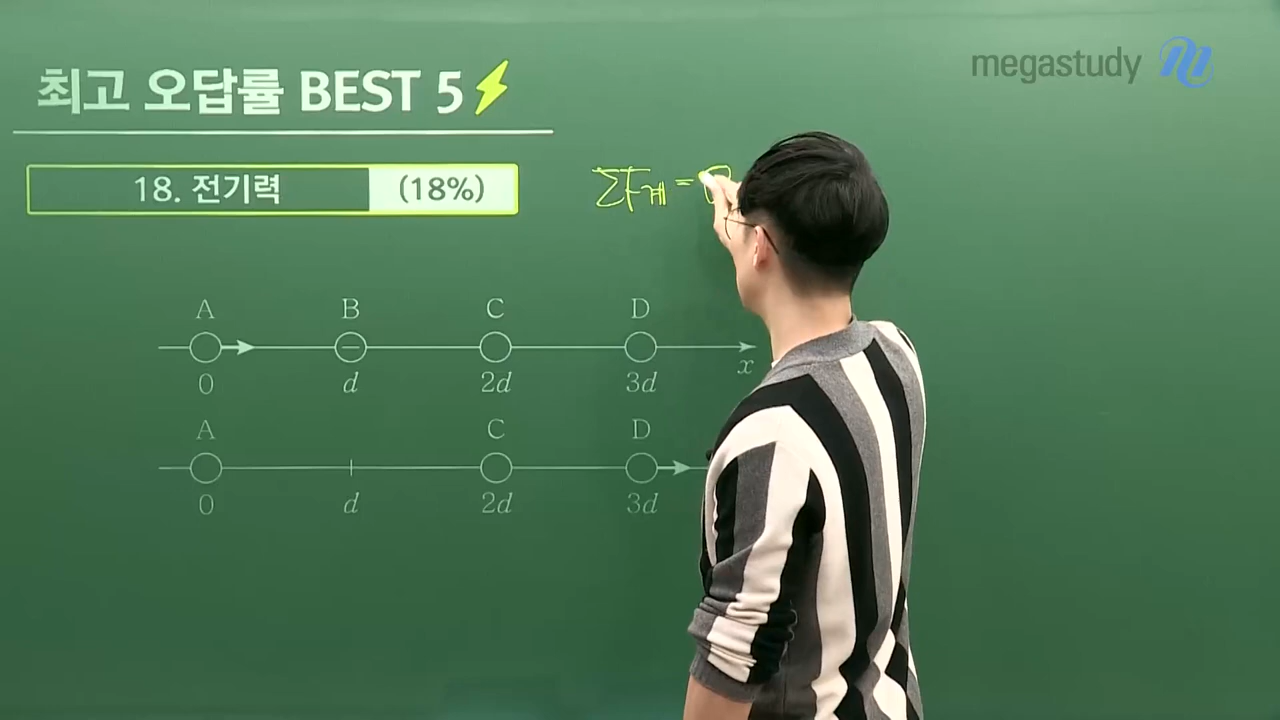 최고 오답률 BEST 5
megastudy
18. 전기력 (18%)
ΣF계 = 0
A B C D
0 d 2d 3d x
A C D
0 d 2d 3d